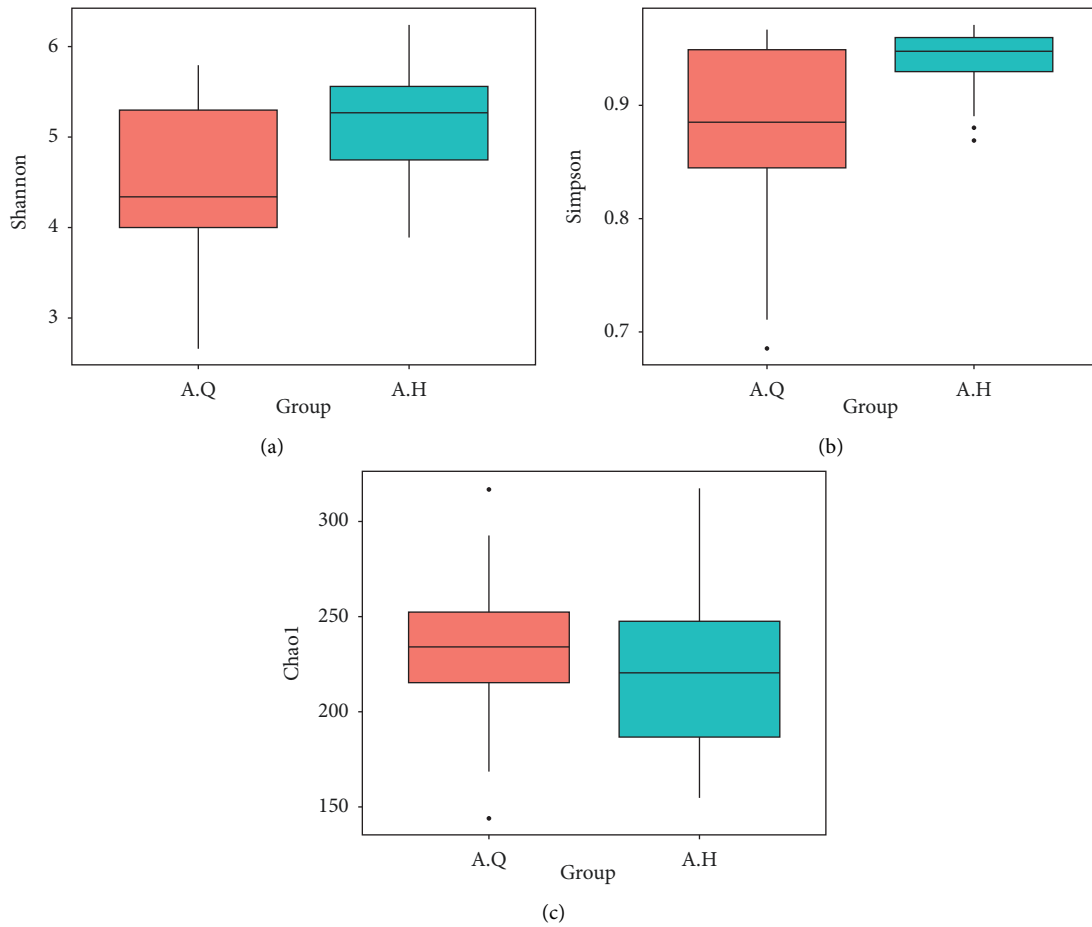 Shannon
6
5
4
3
A.Q
A.H
Group
(a)
Simpson
0.9
0.8
0.7
A.Q
A.H
Group
(b)
Chao1
300
250
200
150
A.Q
A.H
Group
(c)